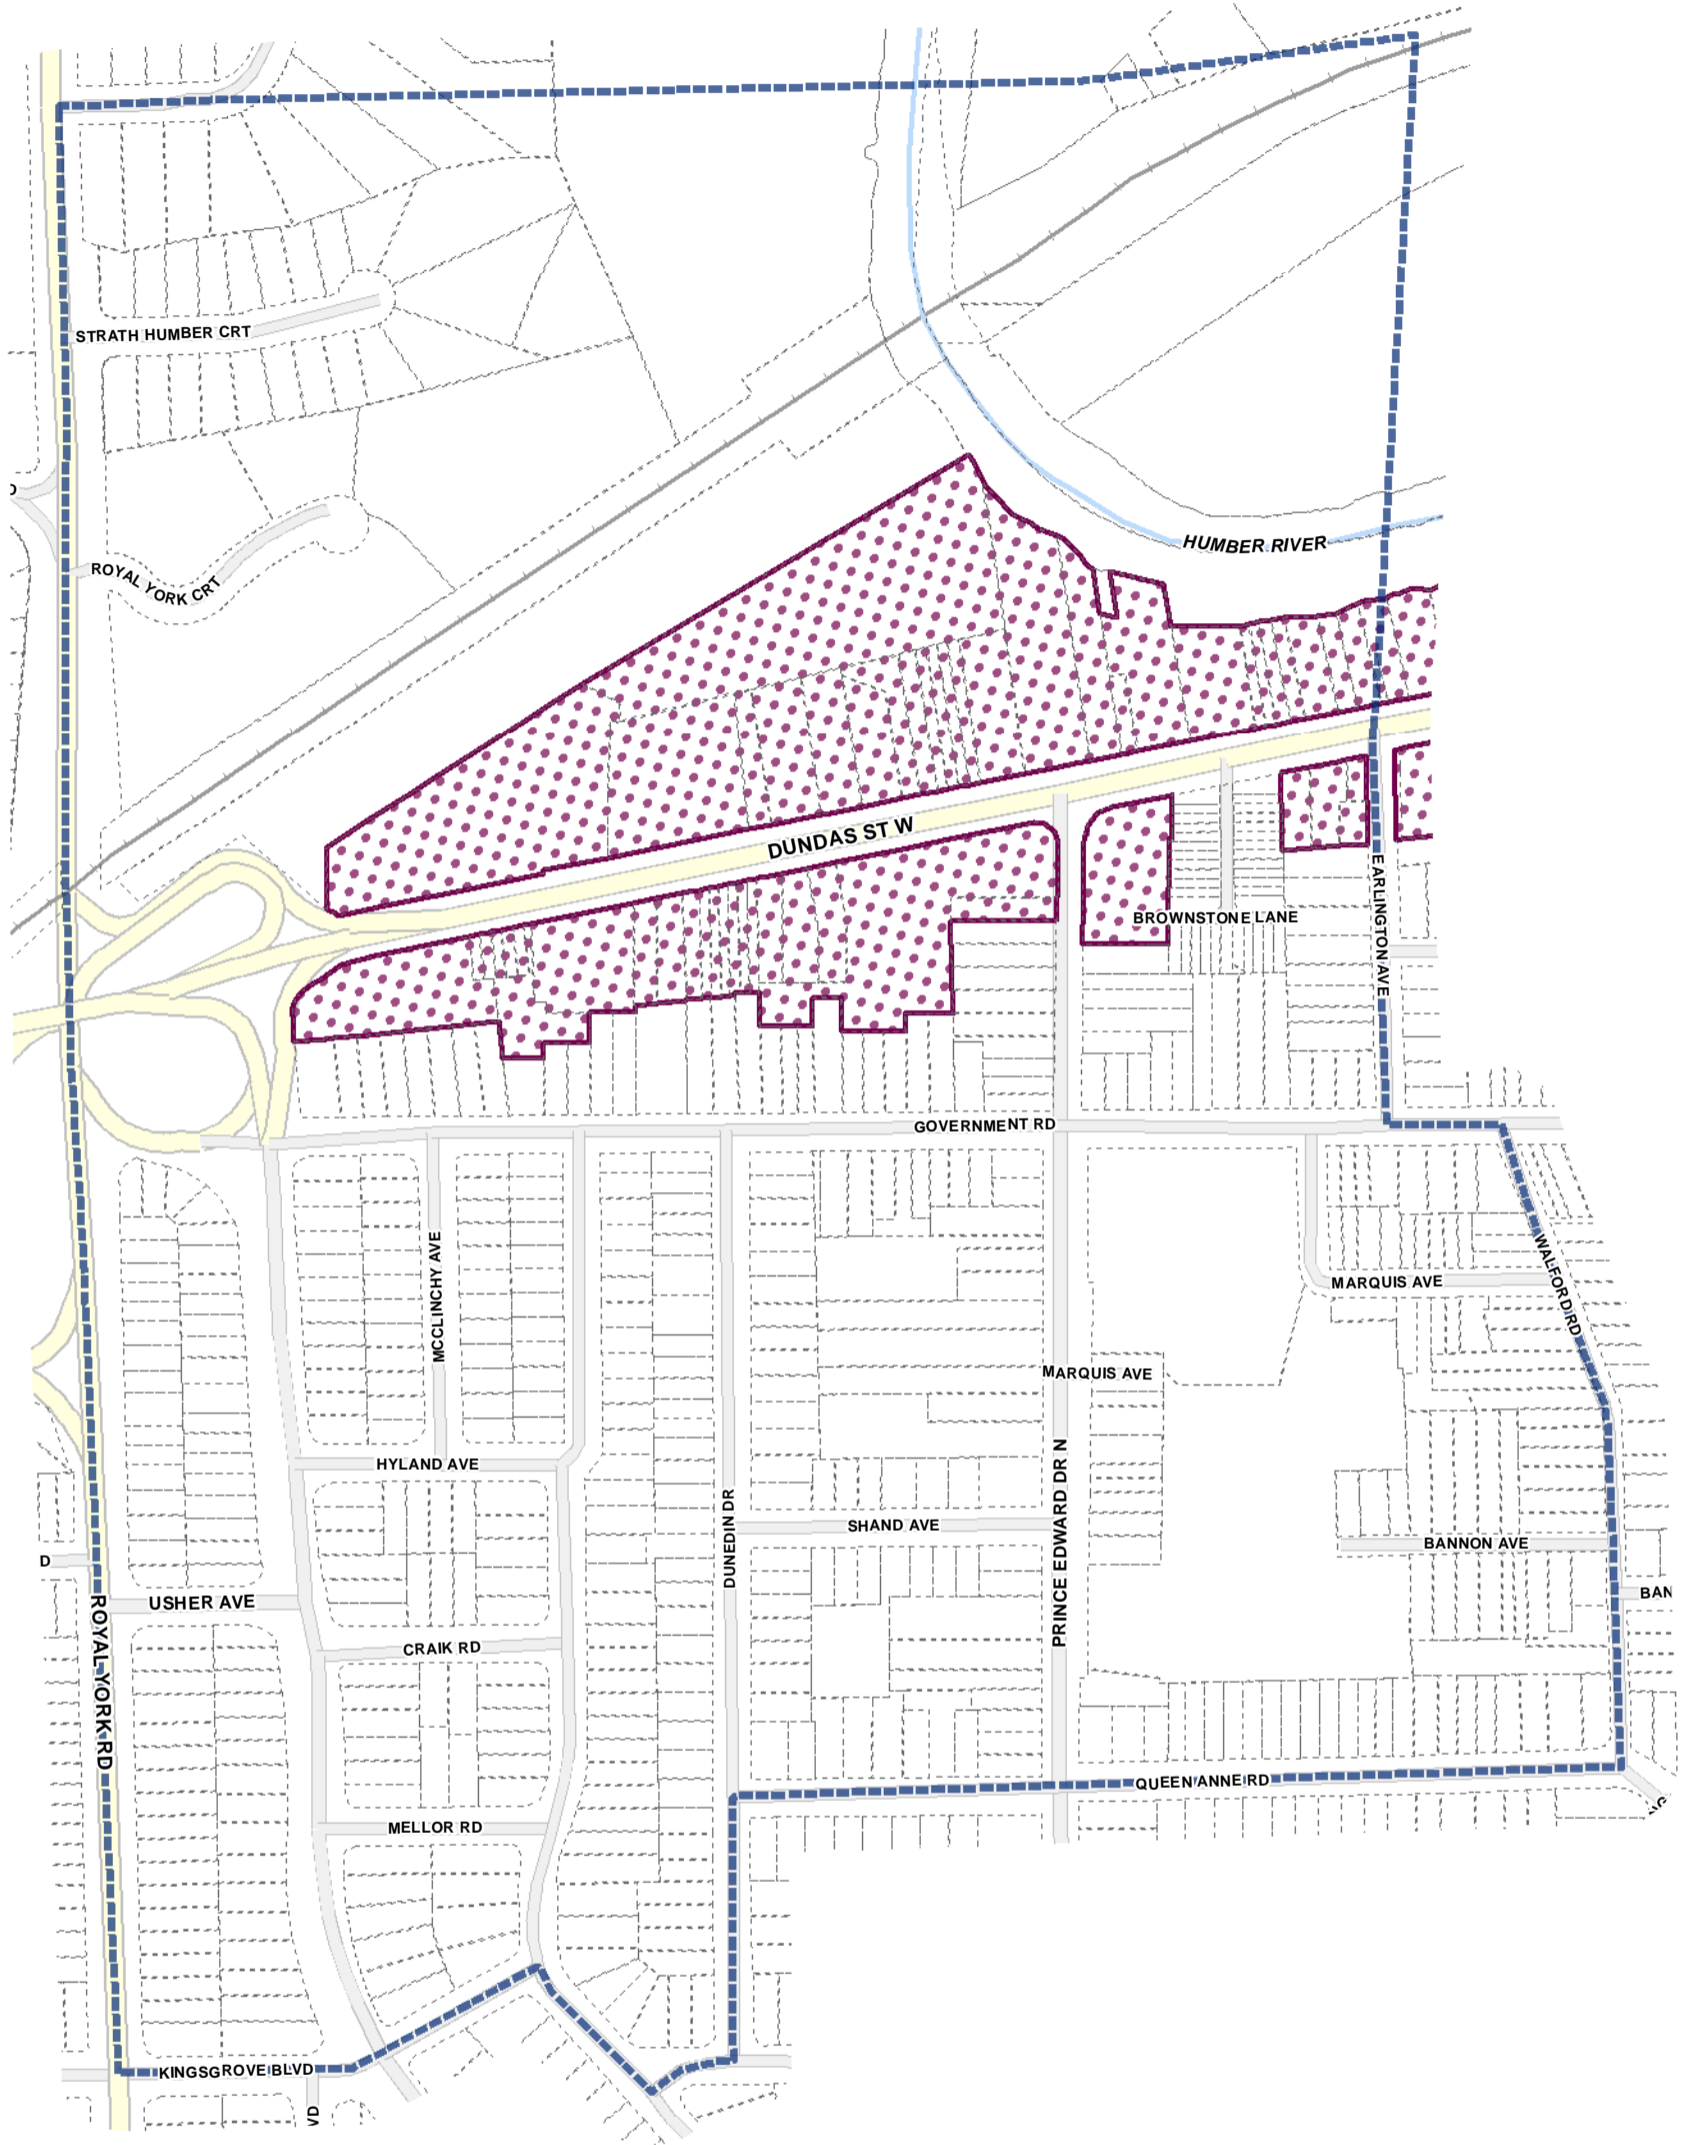 STRATH HUMBER CRT
D
HUMBER RIVER
ROYAL YORK CRT
DUNDAS ST W
BROWNSTONE LANE
EARLINGTON AVE
GOVERNMENT RD
MCCLINCHY AVE
MARQUIS AVE
WALFORD RD
MARQUIS AVE
HYLAND AVE
DUNEDIN DR
SHAND AVE
PRINCE EDWARD DR N
BANNON AVE
D
BAN
USHER AVE
ROYAL YORK RD
CRAIK RD
QUEEN ANNE RD
MELLOR RD
KINGSGROVE BLVD
VD